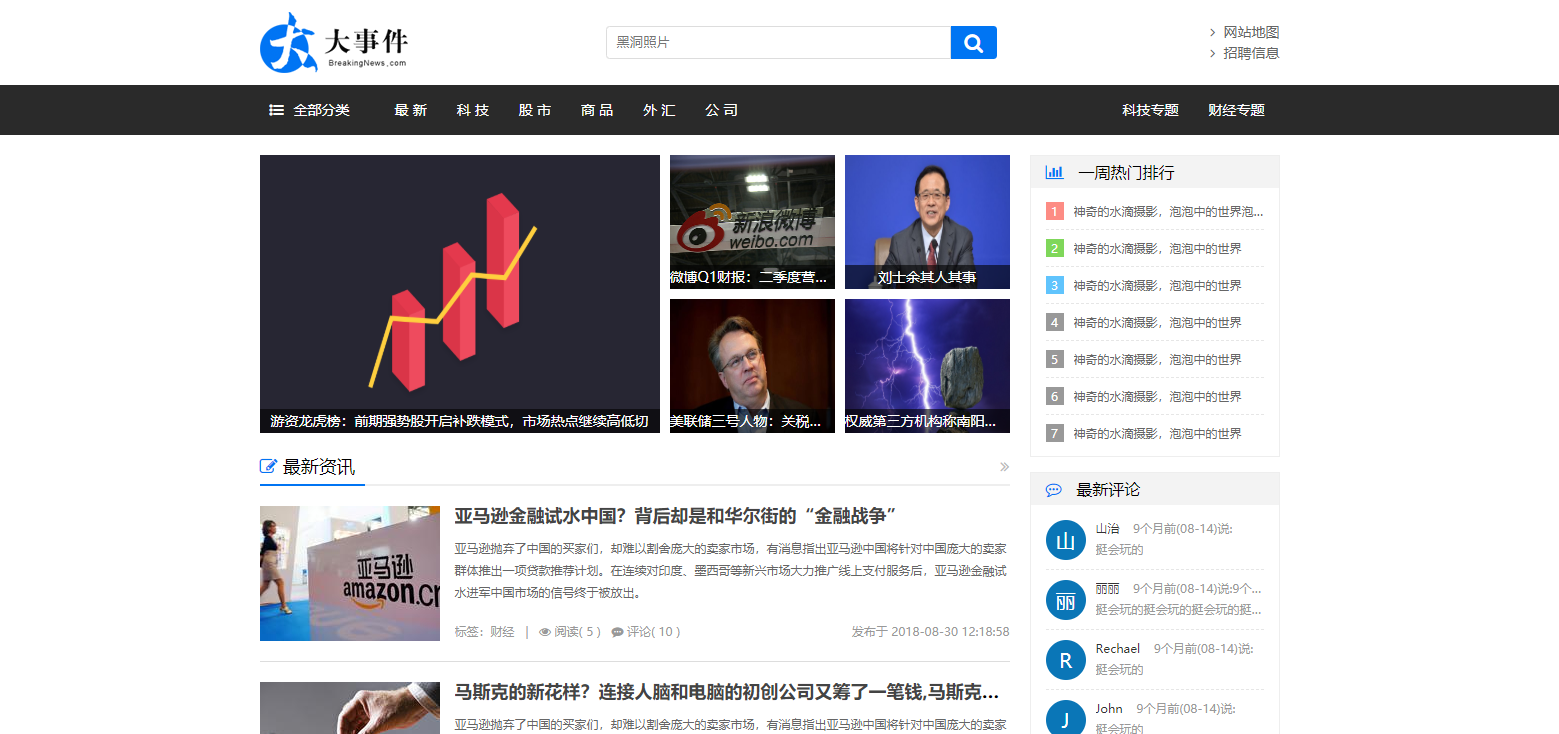 大事件
BreakingNews.com
黑洞照片
网站地图
招聘信息
全部分类 最新 科技 股市 商品 外汇 公司 科技专题 财经专题
游资龙虎榜：前期强势股开启补跌模式，市场热点继续高低切
新浪微博
weibo.com
微博Q1财报：二季度营...
刘士余其人其事
美联储三号人物：关税...
权威第三方机构称南阳...
一周热门排行
1 神奇的水滴摄影，泡泡中的世界泡...
2 神奇的水滴摄影，泡泡中的世界
3 神奇的水滴摄影，泡泡中的世界
4 神奇的水滴摄影，泡泡中的世界
5 神奇的水滴摄影，泡泡中的世界
6 神奇的水滴摄影，泡泡中的世界
7 神奇的水滴摄影，泡泡中的世界
最新资讯
亚马逊
amazon.cn
亚马逊金融试水中国？背后却是和华尔街的“金融战争”
亚马逊抛弃了中国的买家们，却难以割舍庞大的卖家市场，有消息指出亚马逊中国将针对中国庞大的卖家
群体推出一项贷款推荐计划。在连续对印度、墨西哥等新兴市场大力推广线上支付服务后，亚马逊金融试
水进军中国市场的信号终于被放出。
标签：财经 | 阅读( 5 ) 评论( 10 ) 发布于 2018-08-30 12:18:58
马斯克的新花样？连接人脑和电脑的初创公司又筹了一笔钱,马斯克...
亚马逊抛弃了中国的买家们，却难以割舍庞大的卖家市场，有消息指出亚马逊中国将针对中国庞大的卖家
最新评论
山 山治 9个月前(08-14)说:
挺会玩的
丽 丽丽 9个月前(08-14)说:9个...
挺会玩的挺会玩的挺会玩的挺...
R Rechael 9个月前(08-14)说:
挺会玩的
J John 9个月前(08-14)说:
挺会玩的